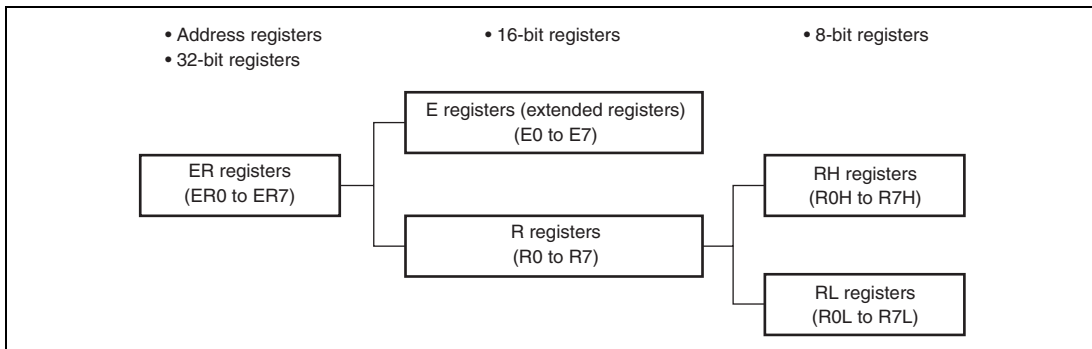 • Address registers
• 32-bit registers
• 16-bit registers
• 8-bit registers
E registers (extended registers)
(E0 to E7)
ER registers
(ER0 to ER7)
RH registers
(R0H to R7H)
R registers
(R0 to R7)
RL registers
(R0L to R7L)